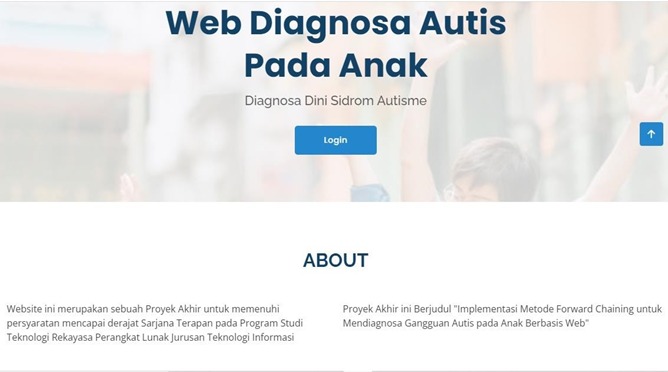 Web Diagnosa Autis
Pada Anak
Diagnosa Dini Sidrom Autisme
Login
ABOUT
Website ini merupakan sebuah Proyek Akhir untuk memenuhi
persyaratan mencapai derajat Sarjana Terapan pada Program Studi
Teknologi Rekayasa Perangkat Lunak Jurusan Teknologi Informasi
Proyek Akhir ini Berjudul "Implementasi Metode Forward Chaining untuk
Mendiagnosa Gangguan Autis pada Anak Berbasis Web"